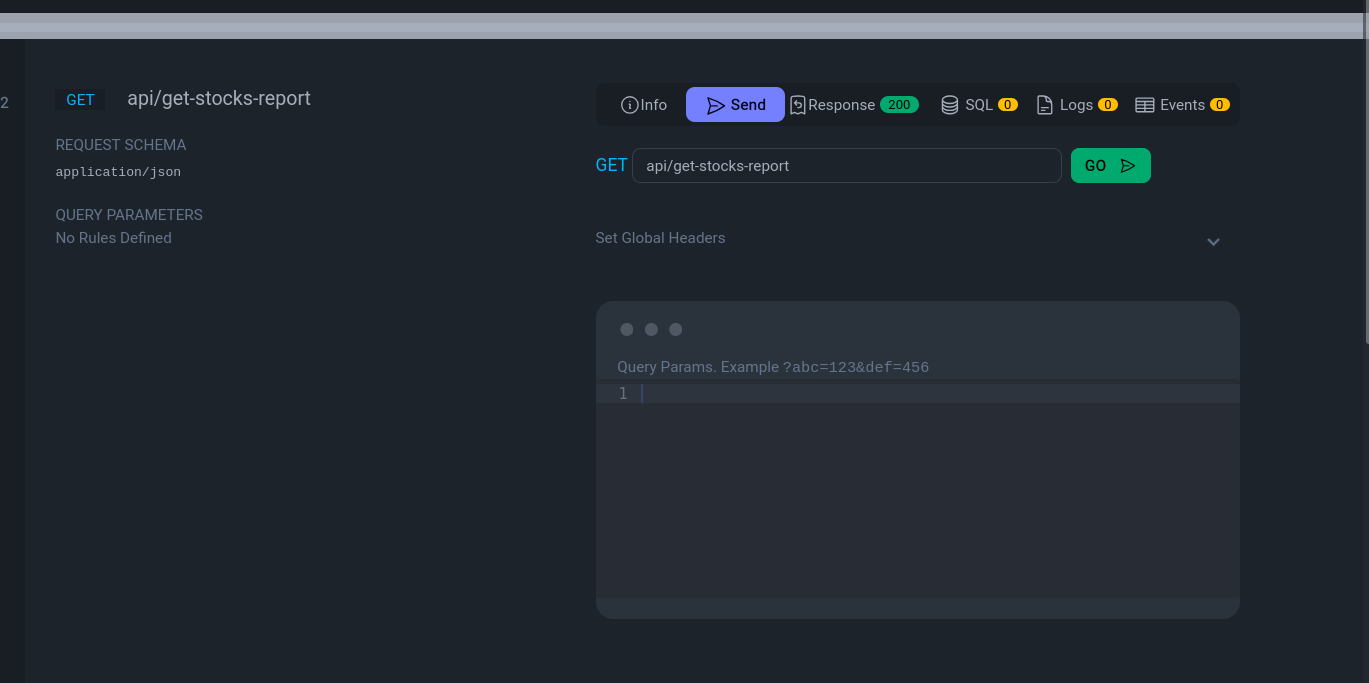 2
GET api/get-stocks-report
REQUEST SCHEMA
application/json
QUERY PARAMETERS
No Rules Defined
Info Send Response 200 SQL 0 Logs 0 Events 0
GET api/get-stocks-report GO
Set Global Headers
Query Params. Example ?abc=123&def=456
1